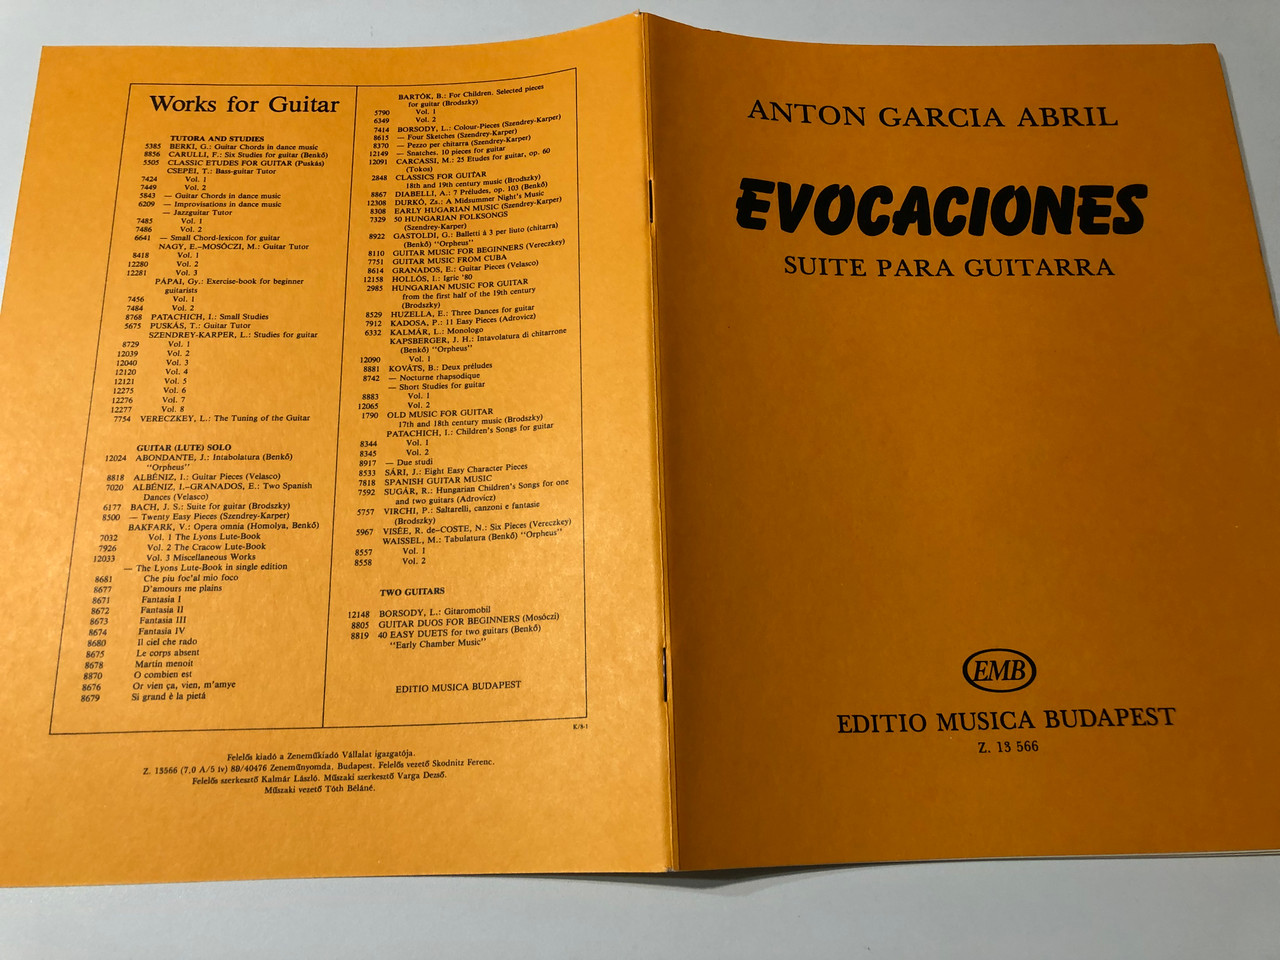 Works for Guitar
TUTORA AND STUDIES
5385 BERKI, G.: Guitar Chords in dance music
8856 CARULLI, F.: Six Studies for guitar (Benkő)
5505 CLASSIC ETUDES FOR GUITAR (Puskás)
CSEPEI, T.: Bass-guitar Tutor
7424 Vol. 1
7449 Vol. 2
5843 — Guitar Chords in dance music
6209 — Improvisations in dance music
— Jazzguitar Tutor
7485 Vol. 1
7486 Vol. 2
6641 — Small Chord-lexicon for guitar
NAGY, E.–MOSÓCZI, M.: Guitar Tutor
8418 Vol. 1
12280 Vol. 2
12281 Vol. 3
PÁPAI, Gy.: Exercise-book for beginner
guitarists
7456 Vol. 1
7484 Vol. 2
8768 PATACHICH, I.: Small Studies
5675 PUSKÁS, T.: Guitar Tutor
SZENDREY-KARPER, L.: Studies for guitar
8729 Vol. 1
12039 Vol. 2
12040 Vol. 3
12120 Vol. 4
12121 Vol. 5
12275 Vol. 6
12276 Vol. 7
12277 Vol. 8
7754 VERECZKEY, L.: The Tuning of the Guitar
GUITAR (LUTE) SOLO
12024 ABONDANTE, J.: Intabolatura (Benkő)
"Orpheus"
8818 ALBÉNIZ, I.: Guitar Pieces (Velasco)
7020 ALBÉNIZ, I.–GRANADOS, E.: Two Spanish
Dances (Velasco)
6177 BACH, J. S.: Suite for guitar (Brodszky)
8500 — Twenty Easy Pieces (Szendrey-Karper)
BAKFARK, V.: Opera omnia (Homolya, Benkő)
7032 Vol. 1 The Lyons Lute-Book
7926 Vol. 2 The Cracow Lute-Book
12033 Vol. 3 Miscellaneous Works
— The Lyons Lute-Book in single edition
8681 Che piu foc'al mio foco
8677 D'amours me plains
8671 Fantasia I
8672 Fantasia II
8673 Fantasia III
8674 Fantasia IV
8680 Il ciel che rado
8675 Le corps absent
8678 Martin menoit
8870 O combien est
8676 Or vien ça, vien, m'amye
8679 Si grand è la pietà
BARTÓK, B.: For Children. Selected pieces
for guitar (Brodszky)
5790 Vol. 1
6349 Vol. 2
7414 BORSODY, L.: Colour-Pieces (Szendrey-Karper)
8615 — Four Sketches (Szendrey-Karper)
8370 — Pezzo per chitarra (Szendrey-Karper)
12149 — Snatches. 10 pieces for guitar
12091 CARCASSI, M.: 25 Etudes for guitar, op. 60
(Tokos)
2848 CLASSICS FOR GUITAR
18th and 19th century music (Brodszky)
8867 DIABELLI, A.: 7 Préludes, op. 103 (Benkő)
12308 DURKÓ, Zs.: A Midsummer Night's Music
8308 EARLY HUGARIAN MUSIC (Szendrey-Karper)
7329 50 HUNGARIAN FOLKSONGS
(Szendrey-Karper)
8922 GASTOLDI, G.: Balletti à 3 per liuto (chitarra)
(Benkő) "Orpheus"
8110 GUITAR MUSIC FOR BEGINNERS (Vereczkey)
7751 GUITAR MUSIC FROM CUBA
8614 GRANADOS, E.: Guitar Pieces (Velasco)
12158 HOLLÓS, I.: Igric '80
2985 HUNGARIAN MUSIC FOR GUITAR
from the first half of the 19th century
(Brodszky)
8529 HUZELLA, E.: Three Dances for guitar
7912 KADOSA, P.: 11 Easy Pieces (Adrovicz)
6332 KALMÁR, L.: Monologo
KAPSBERGER, J. H.: Intavolatura di chitarrone
(Benkő) "Orpheus"
12090 Vol. 1
8881 KOVÁTS, B.: Deux préludes
8742 — Nocturne rhapsodique
— Short Studies for guitar
8883 Vol. 1
12065 Vol. 2
1790 OLD MUSIC FOR GUITAR
17th and 18th century music (Brodszky)
PATACHICH, I.: Children's Songs for guitar
8344 Vol. 1
8345 Vol. 2
8917 — Due studi
8533 SÁRI, J.: Eight Easy Character Pieces
7818 SPANISH GUITAR MUSIC
7592 SUGÁR, R.: Hungarian Children's Songs for one
and two guitars (Adrovicz)
5757 VIRCHI, P.: Saltarelli, canzoni e fantasie
(Brodszky)
5967 VISÉE, R. de–COSTE, N.: Six Pieces (Vereczkey)
WAISSEL, M.: Tabulatura (Benkő) "Orpheus"
8557 Vol. 1
8558 Vol. 2
TWO GUITARS
12148 BORSODY, L.: Gitaromobil
8805 GUITAR DUOS FOR BEGINNERS (Mosóczi)
8819 40 EASY DUETS for two guitars (Benkő)
"Early Chamber Music"
EDITIO MUSICA BUDAPEST
K/8-1
Felelős kiadó a Zeneműkiadó Vállalat igazgatója.
Z. 13566 (7,0 A/5 ív) 89/40476 Zeneműnyomda, Budapest. Felelős vezető Skodnitz Ferenc.
Felelős szerkesztő Kalmár László. Műszaki szerkesztő Varga Dezső.
Műszaki vezető Tóth Béláné.
ANTON GARCIA ABRIL
EVOCACIONES
SUITE PARA GUITARRA
EMB
EDITIO MUSICA BUDAPEST
Z. 13 566